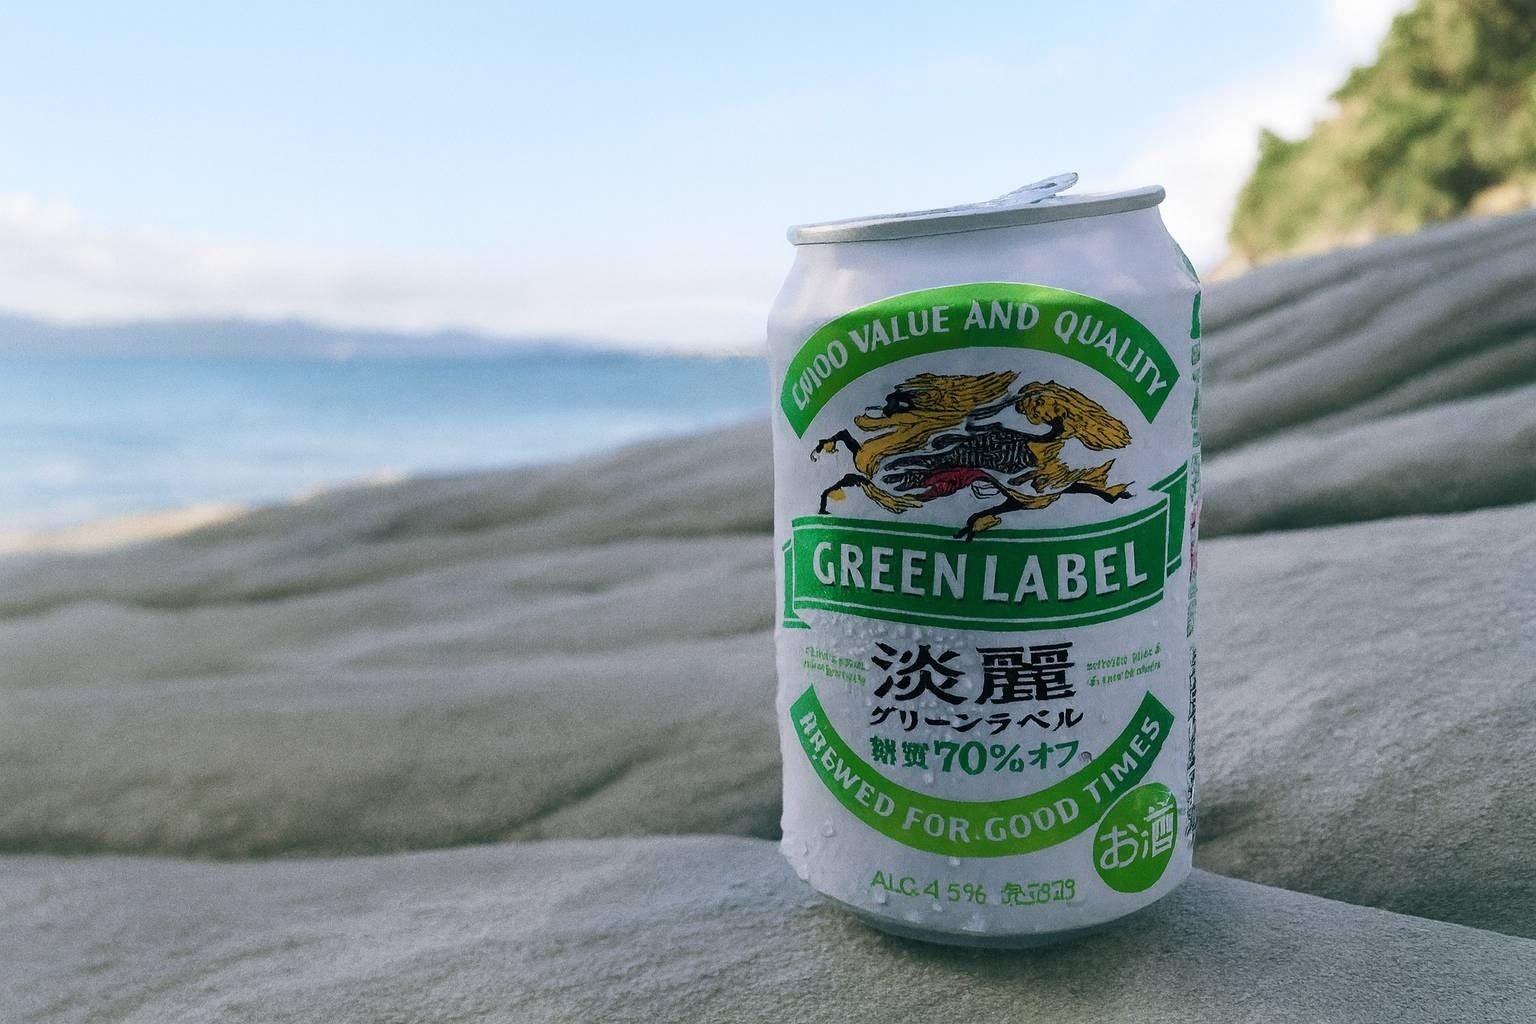 VALUE AND QUALITY
GREEN LABEL
淡麗
グリーンラベル
糖質70%オフ
BREWED FOR GOOD TIMES
お酒
ALC.4.5%